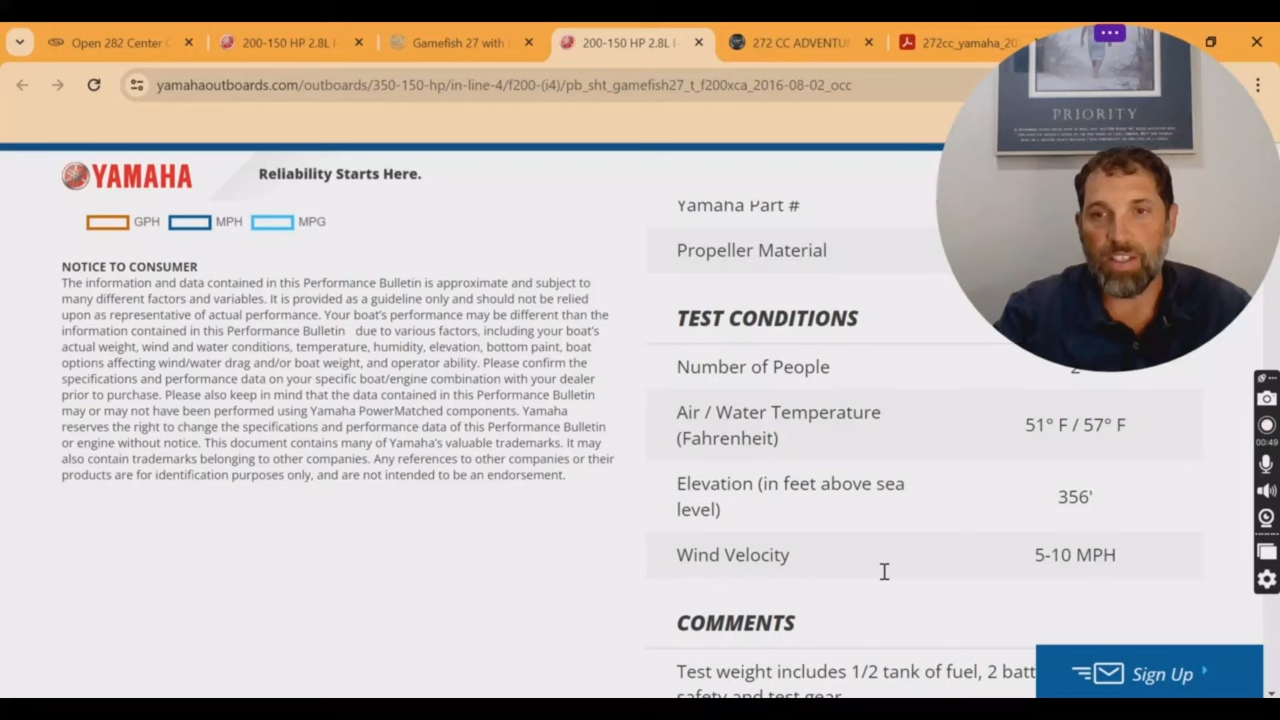 Open 282 Center C
200-150 HP 2.8L I-
Gamefish 27 with
200-150 HP 2.8L I-
272 CC ADVENTU
272cc_yamaha_20
yamahaoutboards.com/outboards/350-150-hp/in-line-4/f200-(i4)/pb_sht_gamefish27_t_f200xca_2016-08-02_occ
PRIORITY
YAMAHA
Reliability Starts Here.
GPH MPH MPG
NOTICE TO CONSUMER
The information and data contained in this Performance Bulletin is approximate and subject to
many different factors and variables. It is provided as a guideline only and should not be relied
upon as representative of actual performance. Your boat's performance may be different than the
information contained in this Performance Bulletin due to various factors, including your boat's
actual weight, wind and water conditions, temperature, humidity, elevation, bottom paint, boat
options affecting wind/water drag and/or boat weight, and operator ability. Please confirm the
specifications and performance data on your specific boat/engine combination with your dealer
prior to purchase. Please also keep in mind that the data contained in this Performance Bulletin
may or may not have been performed using Yamaha PowerMatched components. Yamaha
reserves the right to change the specifications and performance data of this Performance Bulletin
or engine without notice. This document contains many of Yamaha's valuable trademarks. It may
also contain trademarks belonging to other companies. Any references to other companies or their
products are for identification purposes only, and are not intended to be an endorsement.
Yamaha Part #
Propeller Material
TEST CONDITIONS
Number of People 2
Air / Water Temperature
(Fahrenheit)
51° F / 57° F
Elevation (in feet above sea
level)
356'
Wind Velocity 5-10 MPH
COMMENTS
Test weight includes 1/2 tank of fuel, 2 batt
safety and test gear
Sign Up
00:49